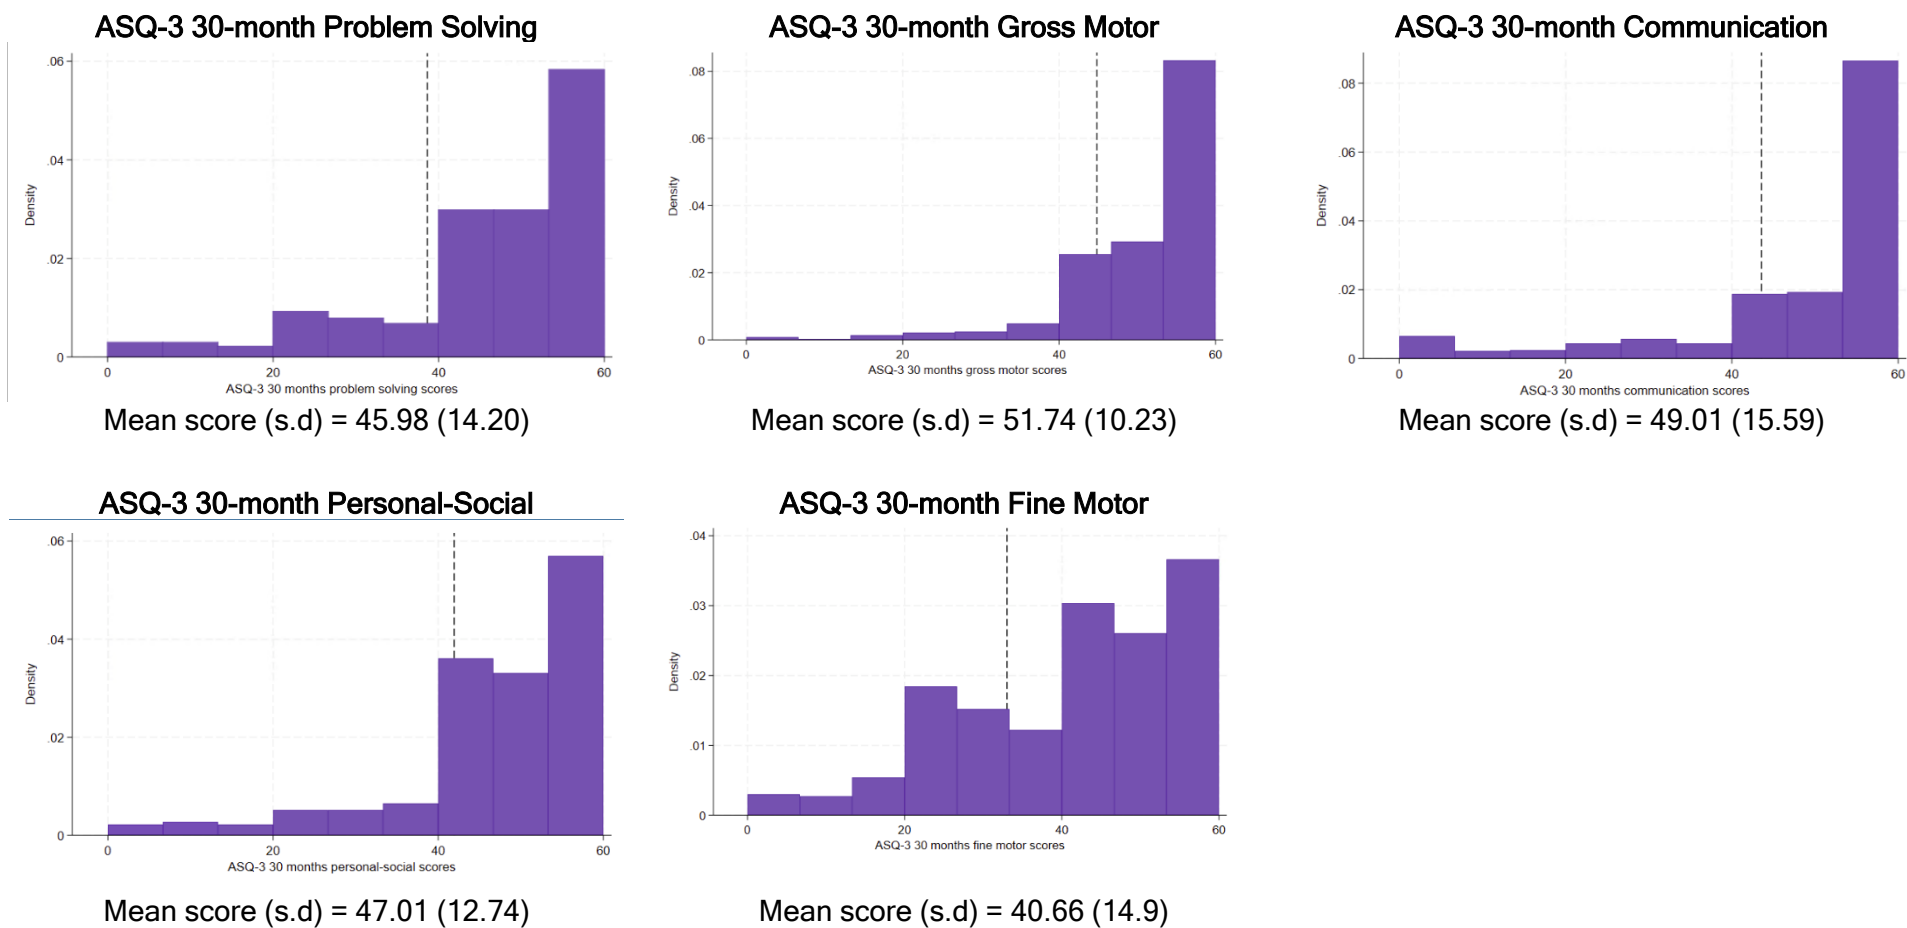 ASQ-3 30-month Problem Solving
.06
.04
.02
0
Density
0 20 40 60
ASQ-3 30 months problem solving scores
Mean score (s.d) = 45.98 (14.20)
ASQ-3 30-month Gross Motor
.08
.06
.04
.02
0
Density
0 20 40 60
ASQ-3 30 months gross motor scores
Mean score (s.d) = 51.74 (10.23)
ASQ-3 30-month Communication
.08
.06
.04
.02
0
Density
0 20 40 60
ASQ-3 30 months communication scores
Mean score (s.d) = 49.01 (15.59)
ASQ-3 30-month Personal-Social
.06
.04
.02
0
Density
0 20 40 60
ASQ-3 30 months personal-social scores
Mean score (s.d) = 47.01 (12.74)
ASQ-3 30-month Fine Motor
.04
.03
.02
.01
0
Density
0 20 40 60
ASQ-3 30 months fine motor scores
Mean score (s.d) = 40.66 (14.9)